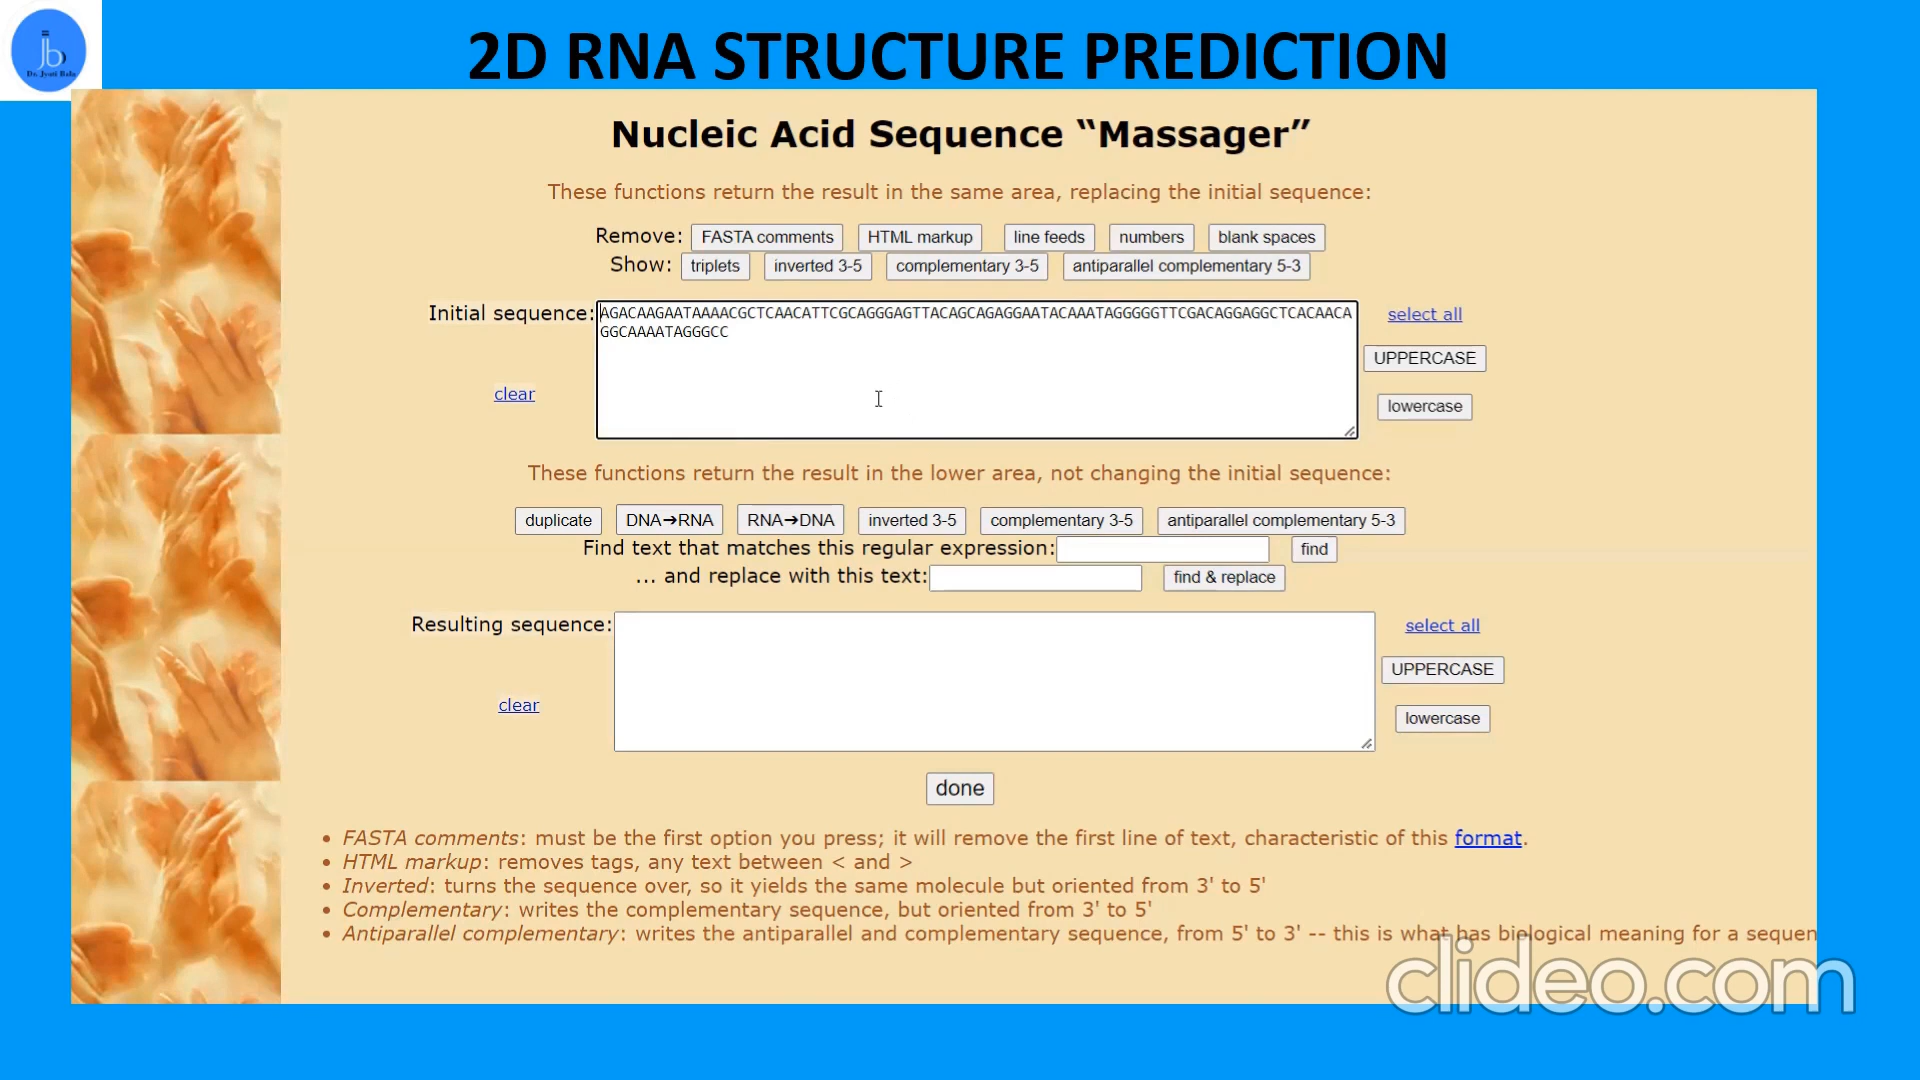 Dr. Jyoti Bala
2D RNA STRUCTURE PREDICTION
Nucleic Acid Sequence “Massager”
These functions return the result in the same area, replacing the initial sequence:
Remove: FASTA comments HTML markup line feeds numbers blank spaces
Show: triplets inverted 3-5 complementary 3-5 antiparallel complementary 5-3
Initial sequence: AGACAAGAATAAAACGCTCAACATTCGCAGGGAGTTACAGCAGAGGAATACAAATAGGGGGTTCGACAGGAGGCTCACAACA select all
GGCAAAATAGGGCC
UPPERCASE
clear
lowercase
These functions return the result in the lower area, not changing the initial sequence:
duplicate DNA➔RNA RNA➔DNA inverted 3-5 complementary 3-5 antiparallel complementary 5-3
Find text that matches this regular expression: find
... and replace with this text: find & replace
Resulting sequence: select all
UPPERCASE
clear
lowercase
done
• FASTA comments: must be the first option you press; it will remove the first line of text, characteristic of this format.
• HTML markup: removes tags, any text between < and >
• Inverted: turns the sequence over, so it yields the same molecule but oriented from 3' to 5'
• Complementary: writes the complementary sequence, but oriented from 3' to 5'
• Antiparallel complementary: writes the antiparallel and complementary sequence, from 5' to 3' -- this is what has biological meaning for a sequen
clideo.com